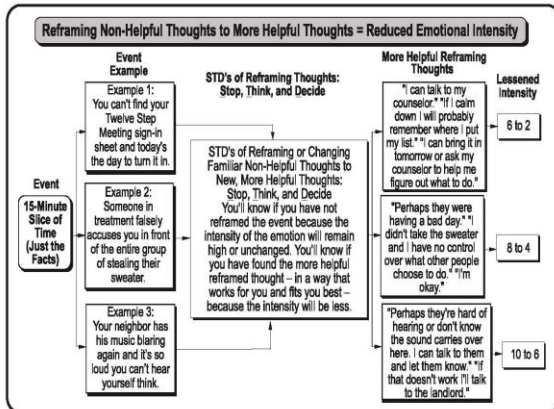 Reframing Non-Helpful Thoughts to More Helpful Thoughts = Reduced Emotional Intensity
Event
Example
STD's of Reframing Thoughts:
Stop, Think, and Decide
More Helpful Reframing
Thoughts
Lessened
Intensity
Event
15-Minute
Slice of
Time
(Just the
Facts)
Example 1:
You can't find your
Twelve Step
Meeting sign-in
sheet and today's
the day to turn it in.
Example 2:
Someone in
treatment falsely
accuses you in front
of the entire group
of stealing their
sweater.
Example 3:
Your neighbor has
his music blaring
again and it's so
loud you can't hear
yourself think.
STD's of Reframing or Changing
Familiar Non-Helpful Thoughts to
New, More Helpful Thoughts:
Stop, Think, and Decide
You'll know if you have not
reframed the event because the
intensity of the emotion will remain
high or unchanged. You'll know if
you have found the more helpful
reframed thought – in a way that
works for you and fits you best –
because the intensity will be less.
"I can talk to my
counselor." "If I calm
down I will probably
remember where I put
my list." "I can bring it in
tomorrow or ask my
counselor to help me
figure out what to do."
6 to 2
"Perhaps they were
having a bad day." "I
didn't take the sweater
and I have no control
over what other people
choose to do." "I'm
okay."
8 to 4
"Perhaps they're hard of
hearing or don't know
the sound carries over
here. I can talk to them
and let them know." "If
that doesn't work I'll talk
to the landlord."
10 to 6